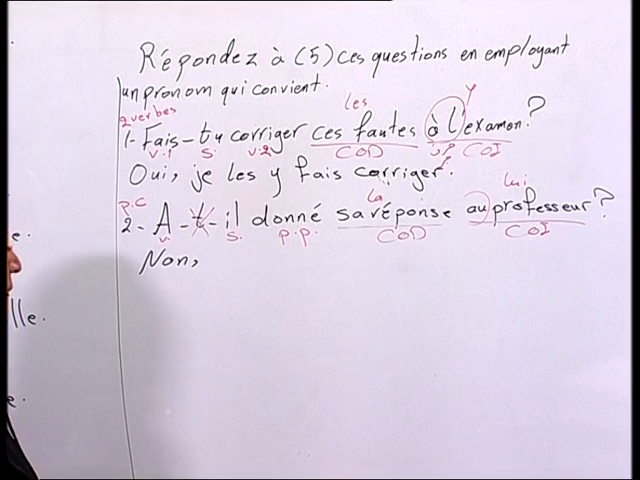 Répondez à (5) ces questions en employant
un pronom qui convient.
2 verbes les y
1- Fais-tu corriger ces fautes à l'examen?
v.1 S. v.2 COD COI
Oui, je les y fais corriger.
p.c la lui
2- A-t-il donné sa réponse au professeur?
v. S. p.p. COD COI
Non,
e.
lle.
e.